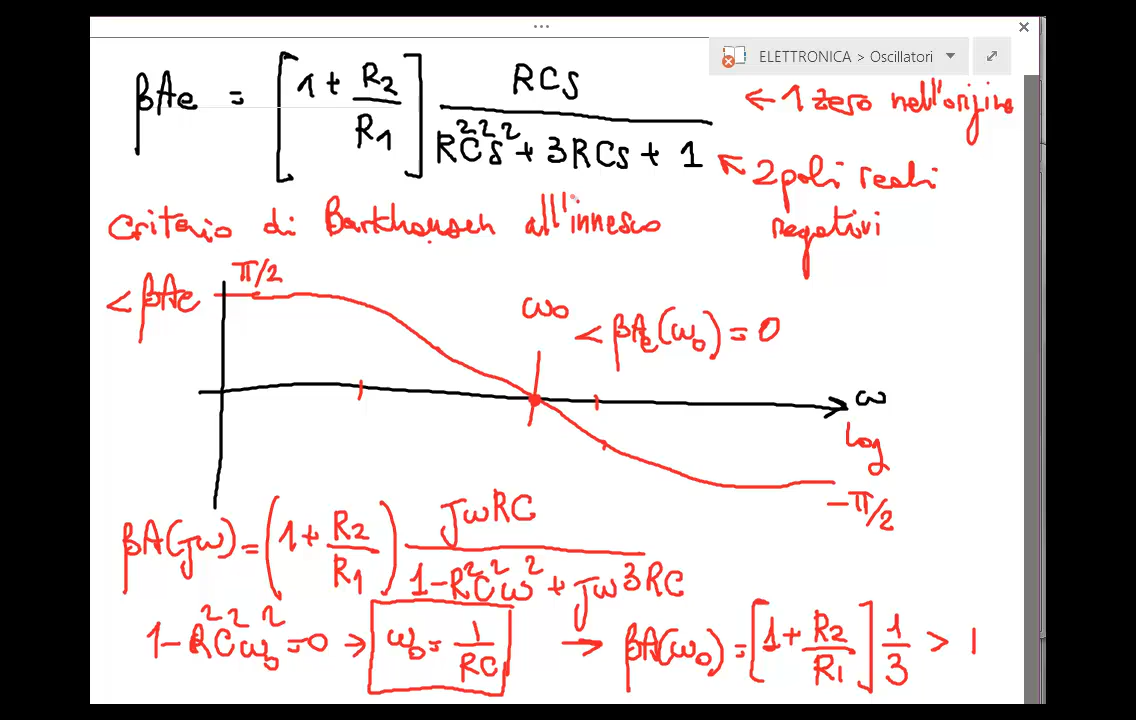 ELETTRONICA > Oscillatori
βAe = [1 + R2/R1] RCs / (R²C²s² + 3RCs + 1)
← 1 zero nell'origine
↖ 2 poli reali
negativi
Criterio di Barkhausen all'innesco
< βAe
π/2
ω0
< βAe(ω0) = 0
ω
log
-π/2
βA(jω) = (1 + R2/R1) jωRC / (1 - R²C²ω² + jω3RC)
1 - R²C²ω0² = 0 → ω0 = 1/RC → βA(ω0) = [1 + R2/R1] 1/3 > 1